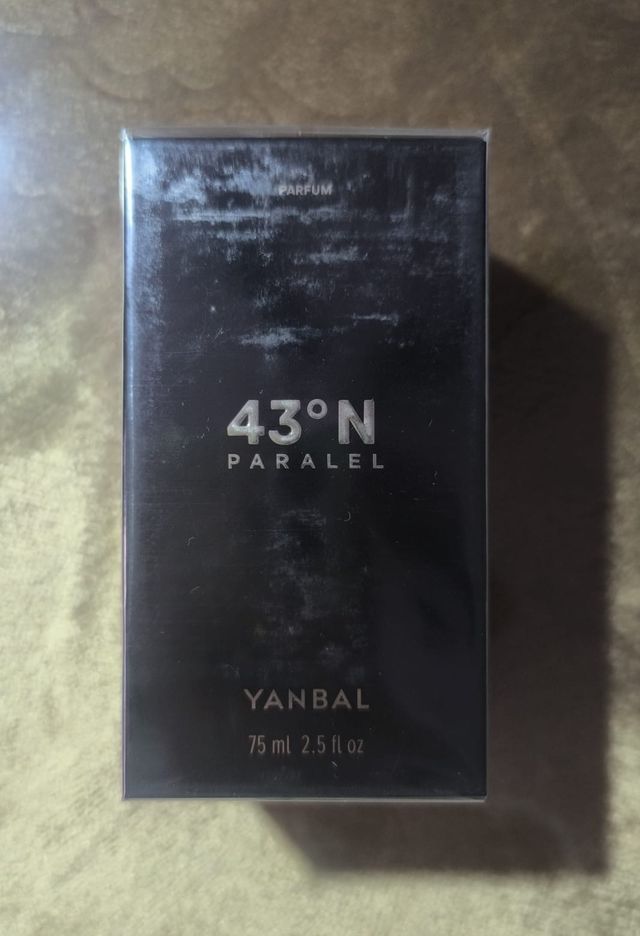 PARFUM
43° N
PARALEL
YANBAL
75 ml 2.5 fl oz